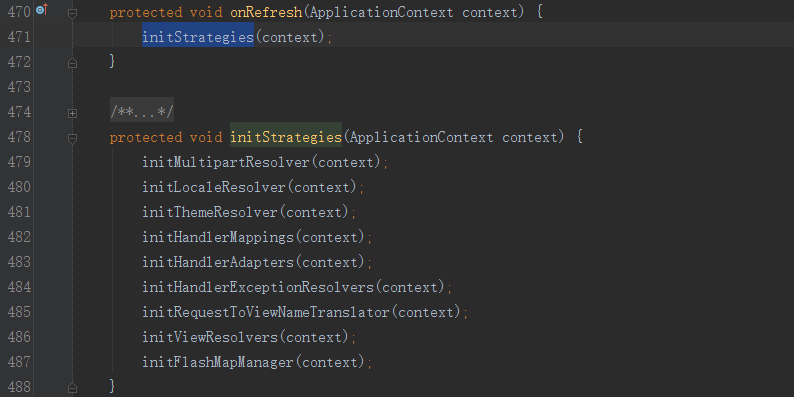 470 protected void onRefresh(ApplicationContext context) {
471 initStrategies(context);
472 }
473
474 /**...*/
478 protected void initStrategies(ApplicationContext context) {
479 initMultipartResolver(context);
480 initLocaleResolver(context);
481 initThemeResolver(context);
482 initHandlerMappings(context);
483 initHandlerAdapters(context);
484 initHandlerExceptionResolvers(context);
485 initRequestToViewNameTranslator(context);
486 initViewResolvers(context);
487 initFlashMapManager(context);
488 }